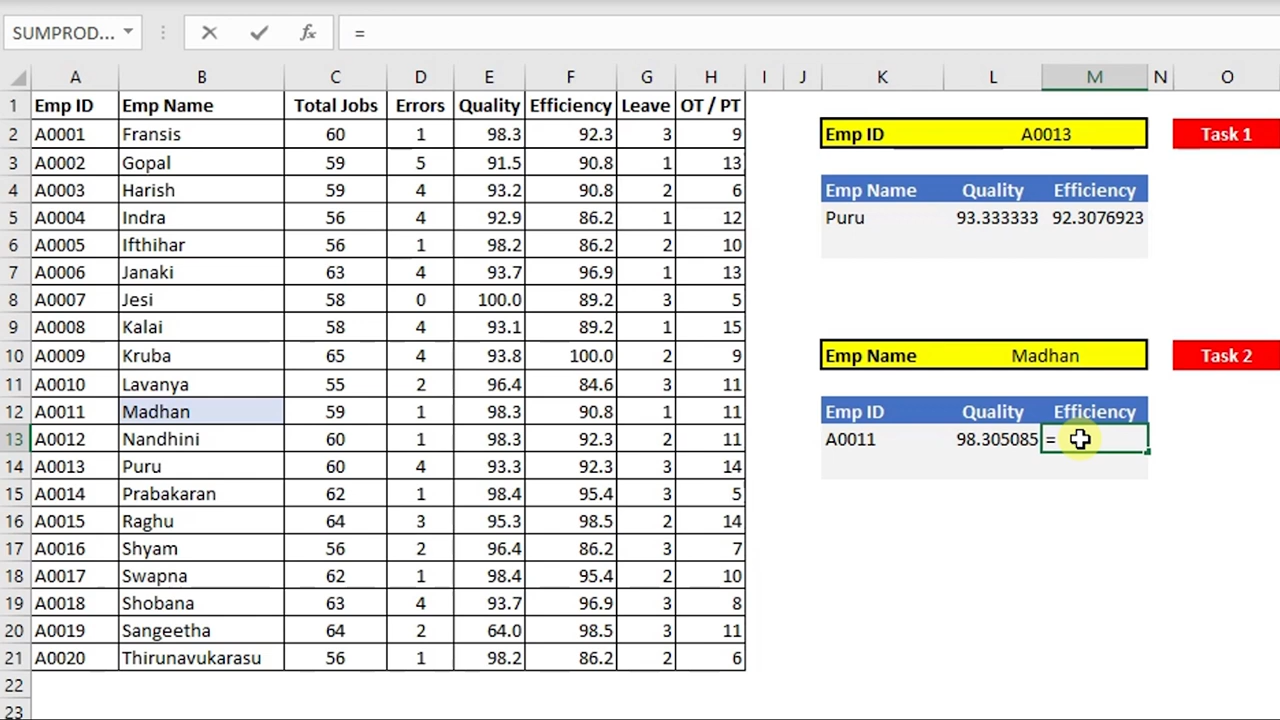 SUMPROD... =
A B C D E F G H I J K L M N O
1 Emp ID Emp Name Total Jobs Errors Quality Efficiency Leave OT / PT
2 A0001 Fransis 60 1 98.3 92.3 3 9 Emp ID A0013 Task 1
3 A0002 Gopal 59 5 91.5 90.8 1 13
4 A0003 Harish 59 4 93.2 90.8 2 6 Emp Name Quality Efficiency
5 A0004 Indra 56 4 92.9 86.2 1 12 Puru 93.333333 92.3076923
6 A0005 Ifthihar 56 1 98.2 86.2 2 10
7 A0006 Janaki 63 4 93.7 96.9 1 13
8 A0007 Jesi 58 0 100.0 89.2 3 5
9 A0008 Kalai 58 4 93.1 89.2 1 15
10 A0009 Kruba 65 4 93.8 100.0 2 9 Emp Name Madhan Task 2
11 A0010 Lavanya 55 2 96.4 84.6 3 11
12 A0011 Madhan 59 1 98.3 90.8 1 11 Emp ID Quality Efficiency
13 A0012 Nandhini 60 1 98.3 92.3 2 11 A0011 98.305085 =
14 A0013 Puru 60 4 93.3 92.3 3 14
15 A0014 Prabakaran 62 1 98.4 95.4 3 5
16 A0015 Raghu 64 3 95.3 98.5 2 14
17 A0016 Shyam 56 2 96.4 86.2 3 7
18 A0017 Swapna 62 1 98.4 95.4 2 10
19 A0018 Shobana 63 4 93.7 96.9 3 8
20 A0019 Sangeetha 64 2 64.0 98.5 3 11
21 A0020 Thirunavukarasu 56 1 98.2 86.2 2 6
22
23